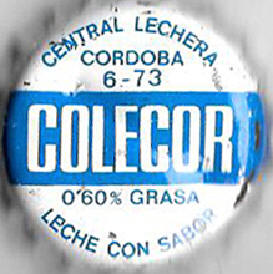 CENTRAL LECHERA
CORDOBA
6-73
COLECOR
0'60% GRASA
LECHE CON SABOR